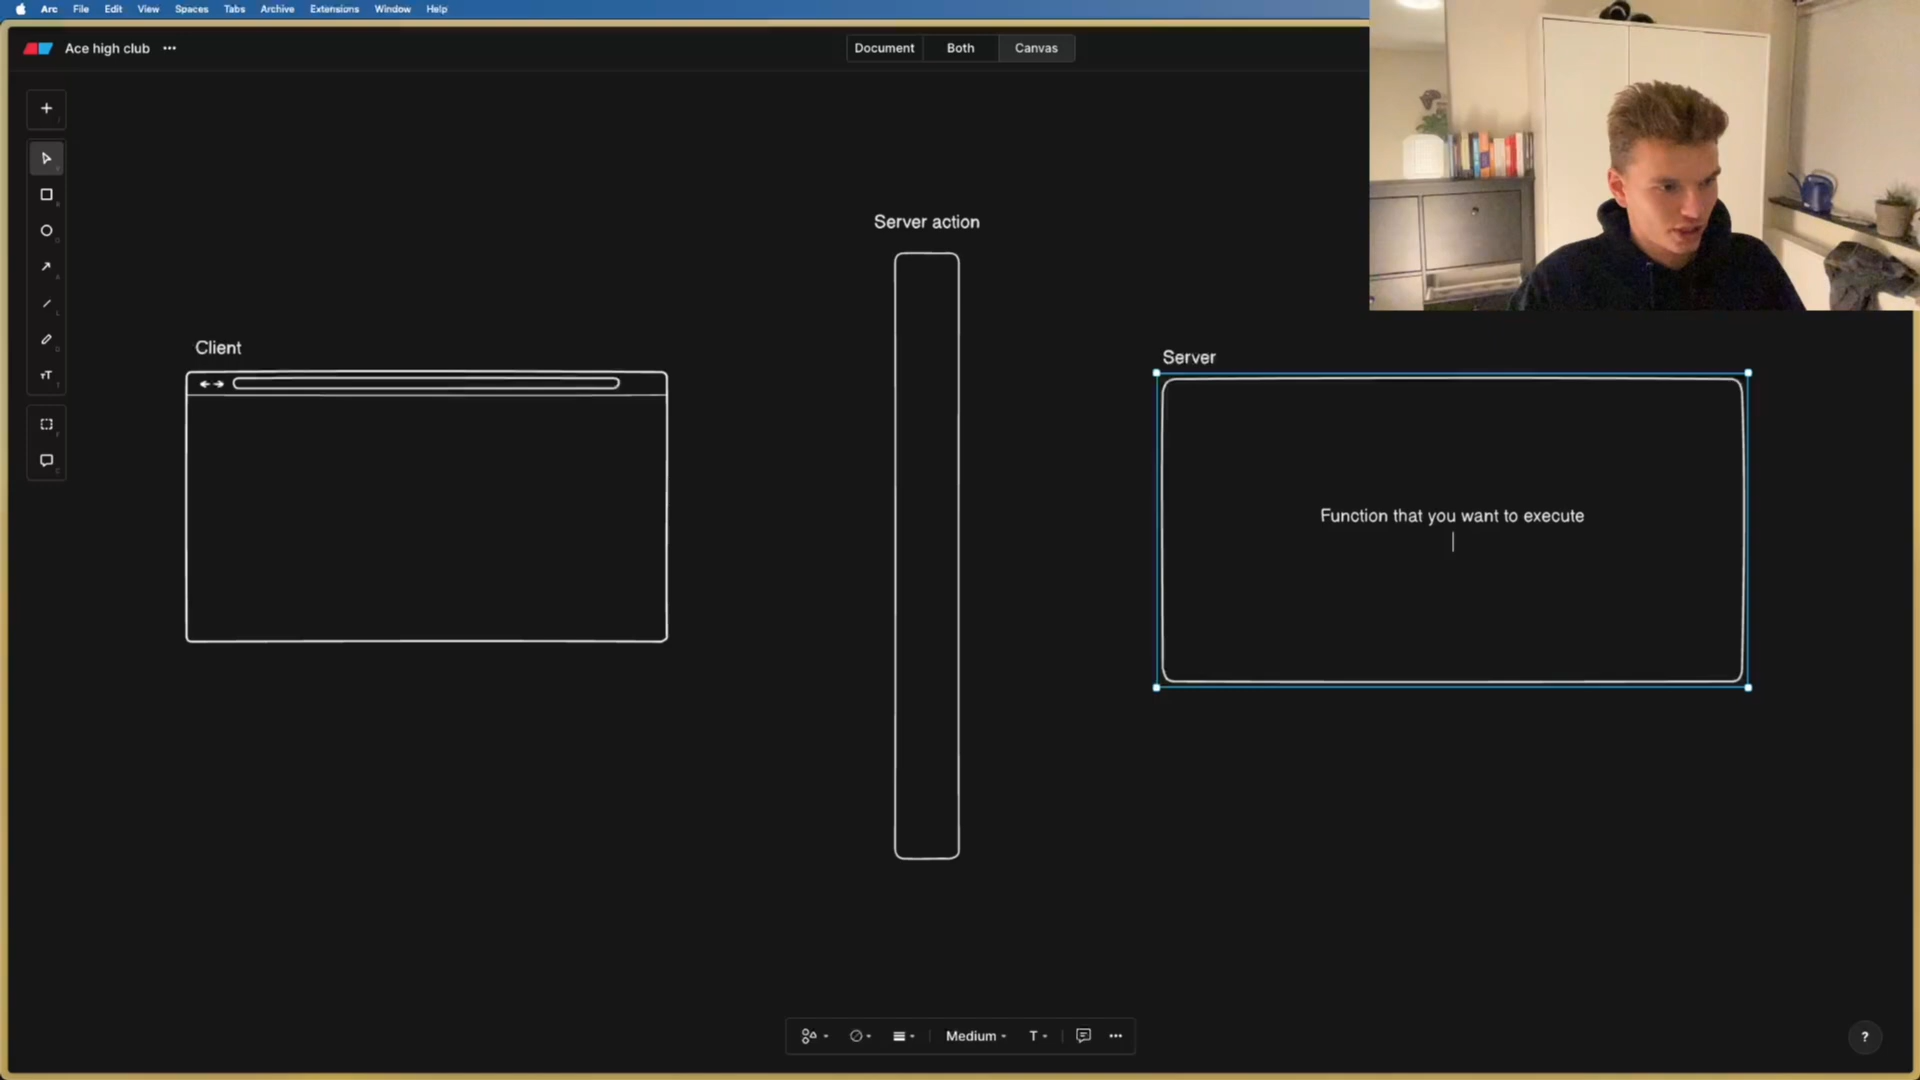 Arc File Edit View Spaces Tabs Archive Extensions Window Help
Ace high club
Document Both Canvas
Server action
Client
Server
Function that you want to execute
Medium
T
?